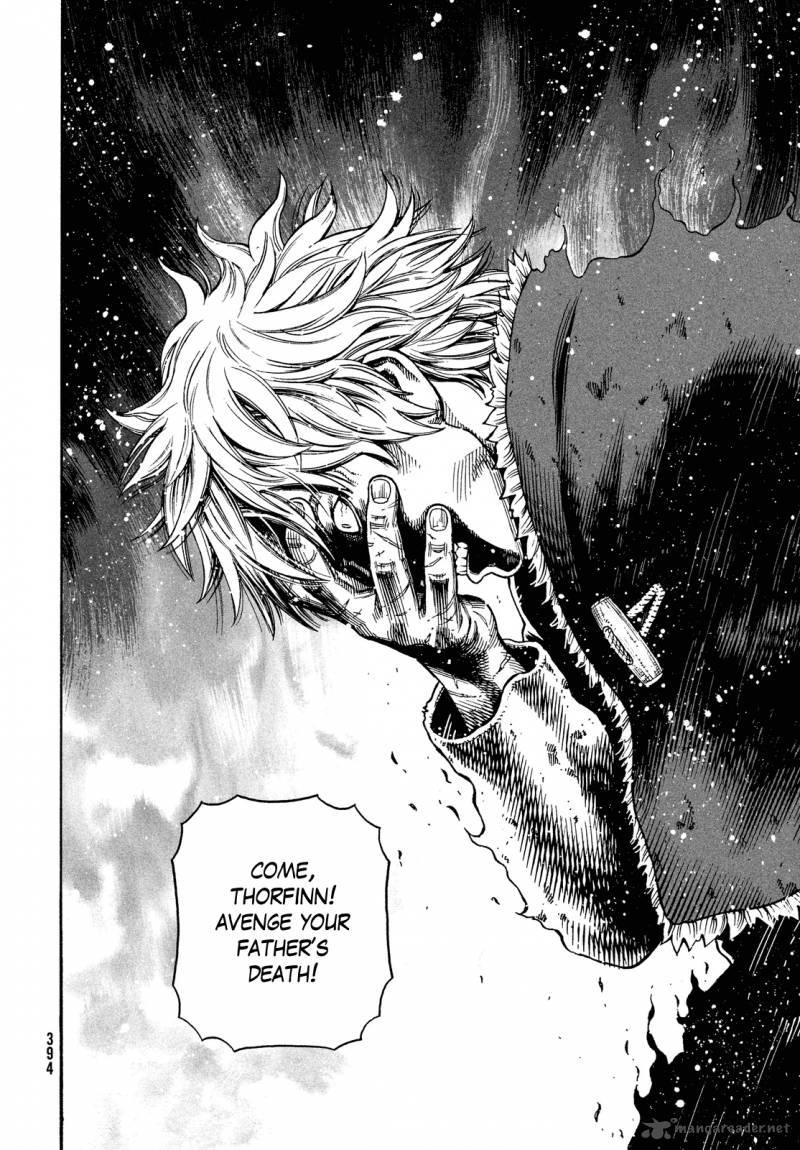 COME,
THORFINN!
AVENGE YOUR
FATHER'S
DEATH!
394
mangareader.net